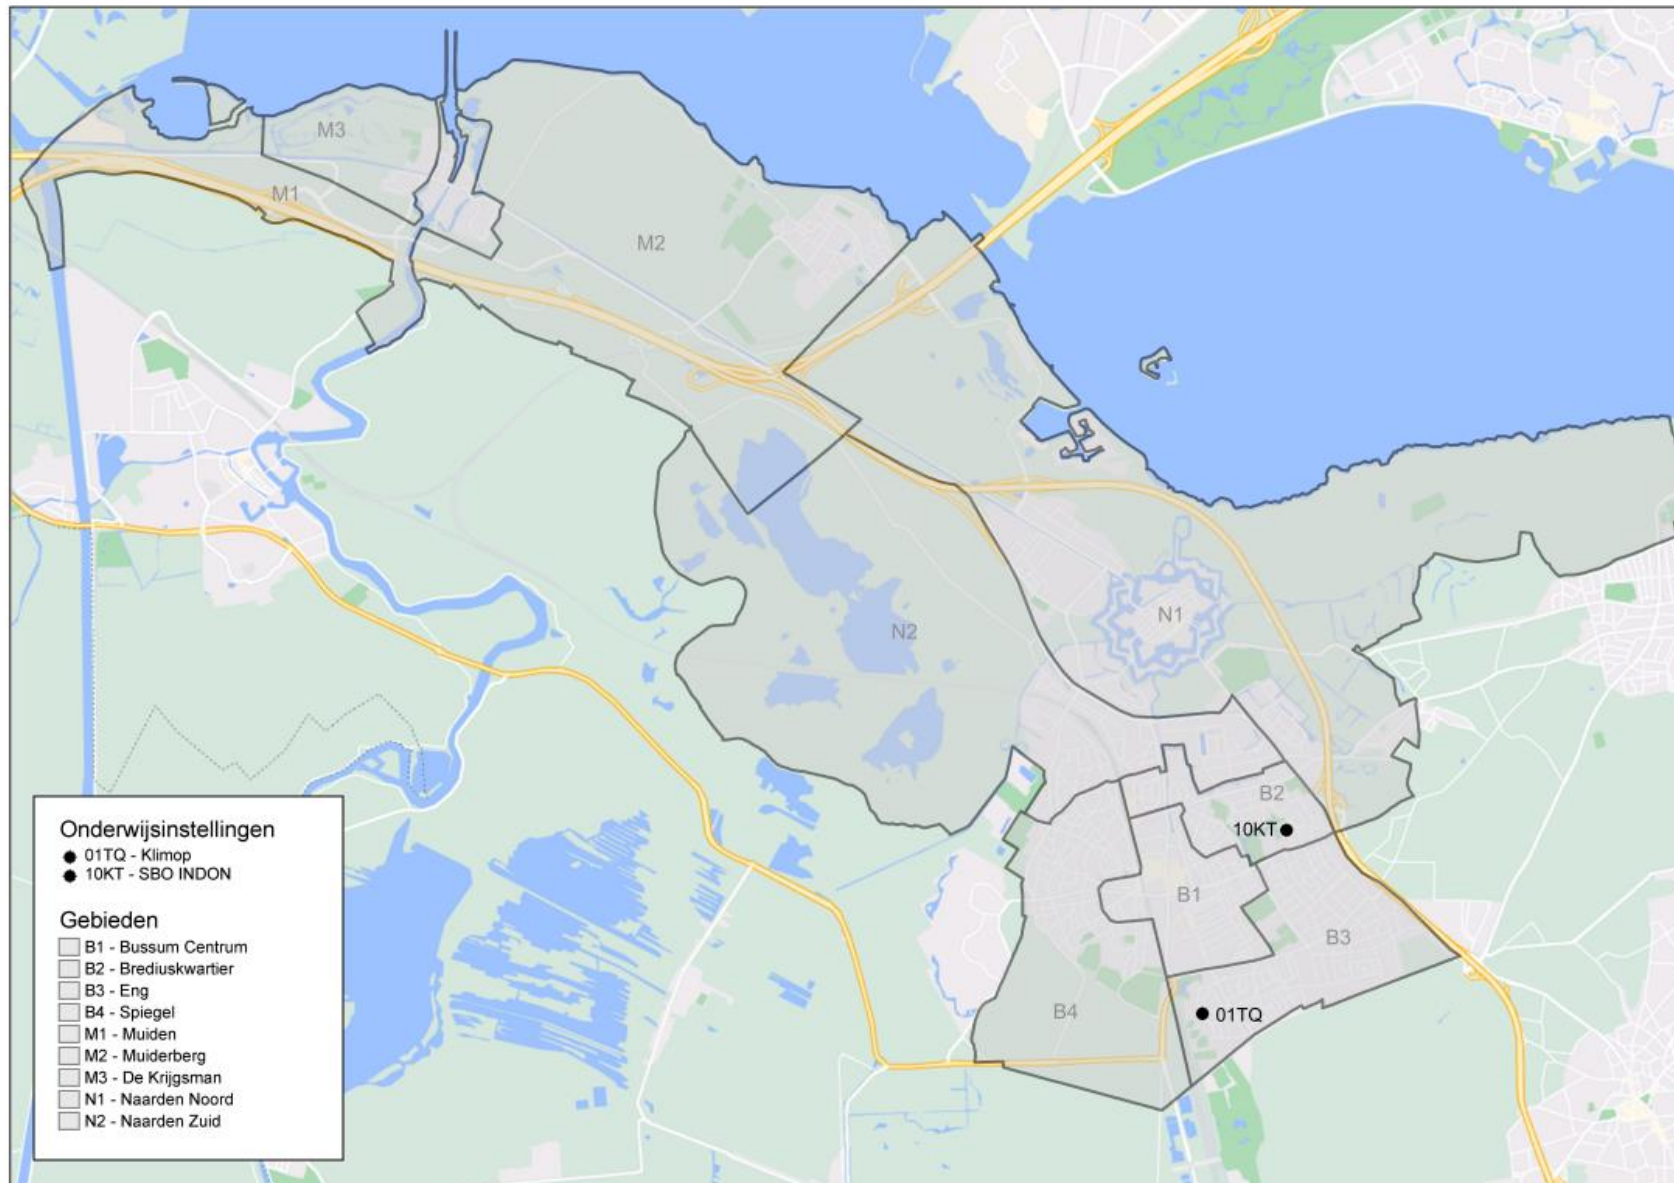 M3
M1
M2
N1
N2
B2
10KT
B1
B3
B4
01TQ
Onderwijsinstellingen
01TQ - Klimop
10KT - SBO INDON
Gebieden
B1 - Bussum Centrum
B2 - Brediuskwartier
B3 - Eng
B4 - Spiegel
M1 - Muiden
M2 - Muiderberg
M3 - De Krijgsman
N1 - Naarden Noord
N2 - Naarden Zuid